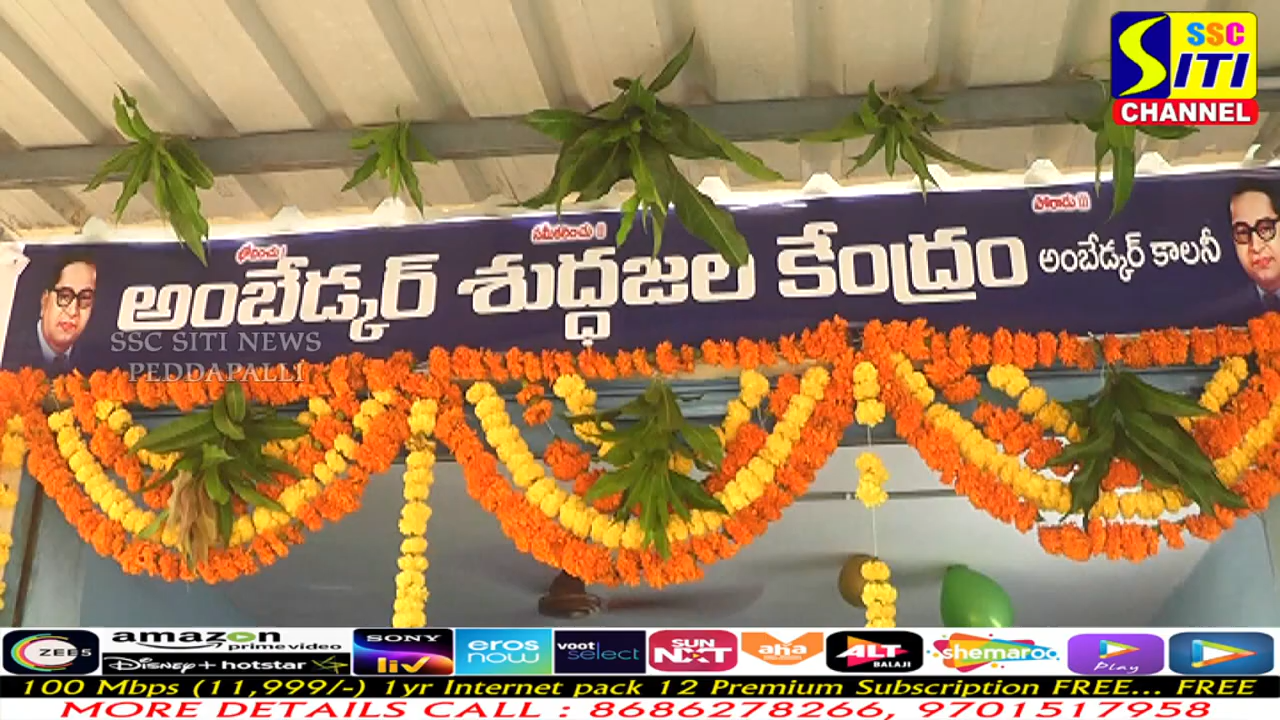 SSC
SITI
CHANNEL
బోధించు !
సమీకరించు !!
పోరాడు !!!
అంబేడ్కర్ శుద్ధజల కేంద్రం అంబేడ్కర్ కాలనీ
SSC SITI NEWS
PEDDAPALLI
ZEE5
amazon
prime video
Disney+ hotstar
SONY
liv
eros
now
voot
select
SUN
NXT
aha
ALT
BALAJI
shemaroo
Play
100 Mbps (11,999/-) 1yr Internet pack 12 Premium Subscription FREE... FREE
MORE DETAILS CALL : 8686278266, 9701517958